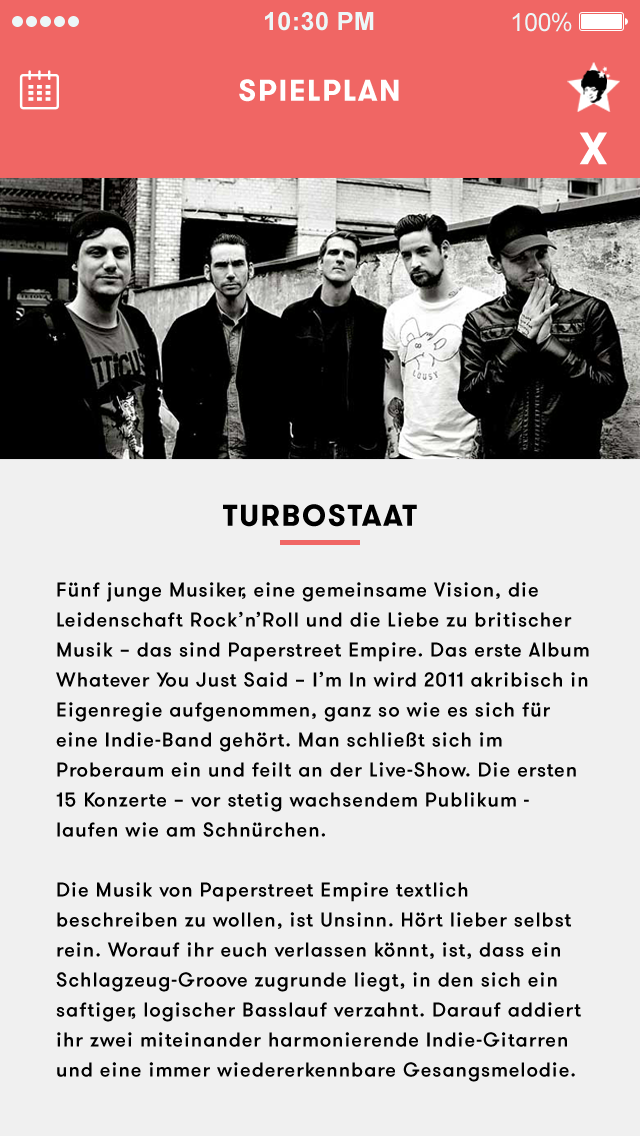 10:30 PM 100%
SPIELPLAN
X
TTICUS
LOUST
TURBOSTAAT
Fünf junge Musiker, eine gemeinsame Vision, die
Leidenschaft Rock’n’Roll und die Liebe zu britischer
Musik – das sind Paperstreet Empire. Das erste Album
Whatever You Just Said – I’m In wird 2011 akribisch in
Eigenregie aufgenommen, ganz so wie es sich für
eine Indie-Band gehört. Man schließt sich im
Proberaum ein und feilt an der Live-Show. Die ersten
15 Konzerte – vor stetig wachsendem Publikum -
laufen wie am Schnürchen.
Die Musik von Paperstreet Empire textlich
beschreiben zu wollen, ist Unsinn. Hört lieber selbst
rein. Worauf ihr euch verlassen könnt, ist, dass ein
Schlagzeug-Groove zugrunde liegt, in den sich ein
saftiger, logischer Basslauf verzahnt. Darauf addiert
ihr zwei miteinander harmonierende Indie-Gitarren
und eine immer wiedererkennbare Gesangsmelodie.